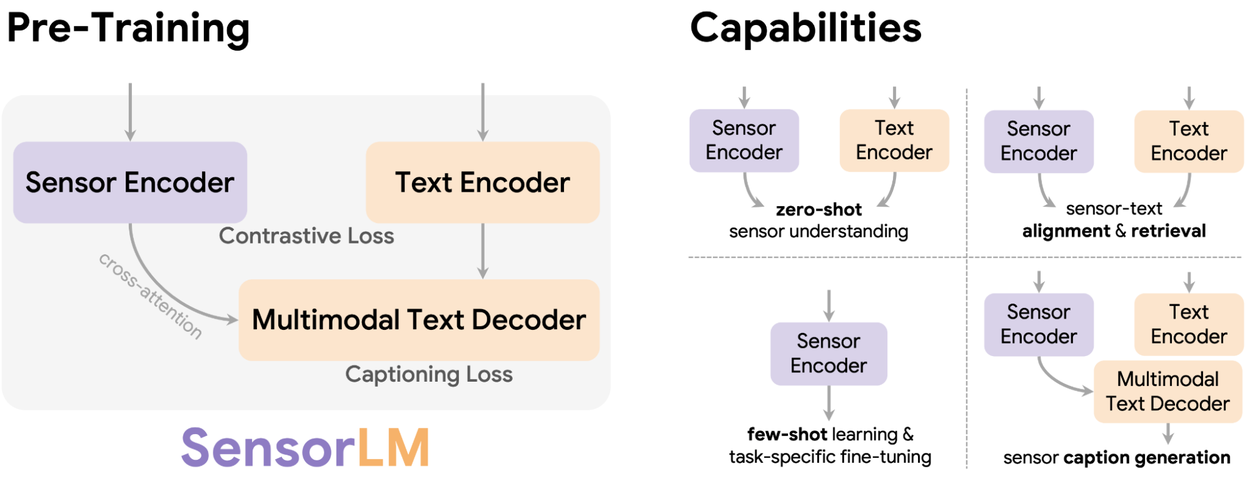 Pre-Training
Sensor Encoder
Text Encoder
Contrastive Loss
cross-attention
Multimodal Text Decoder
Captioning Loss
SensorLM
Capabilities
Sensor
Encoder
Text
Encoder
zero-shot
sensor understanding
Sensor
Encoder
Text
Encoder
sensor-text
alignment & retrieval
Sensor
Encoder
few-shot learning &
task-specific fine-tuning
Sensor
Encoder
Text
Encoder
Multimodal
Text Decoder
sensor caption generation